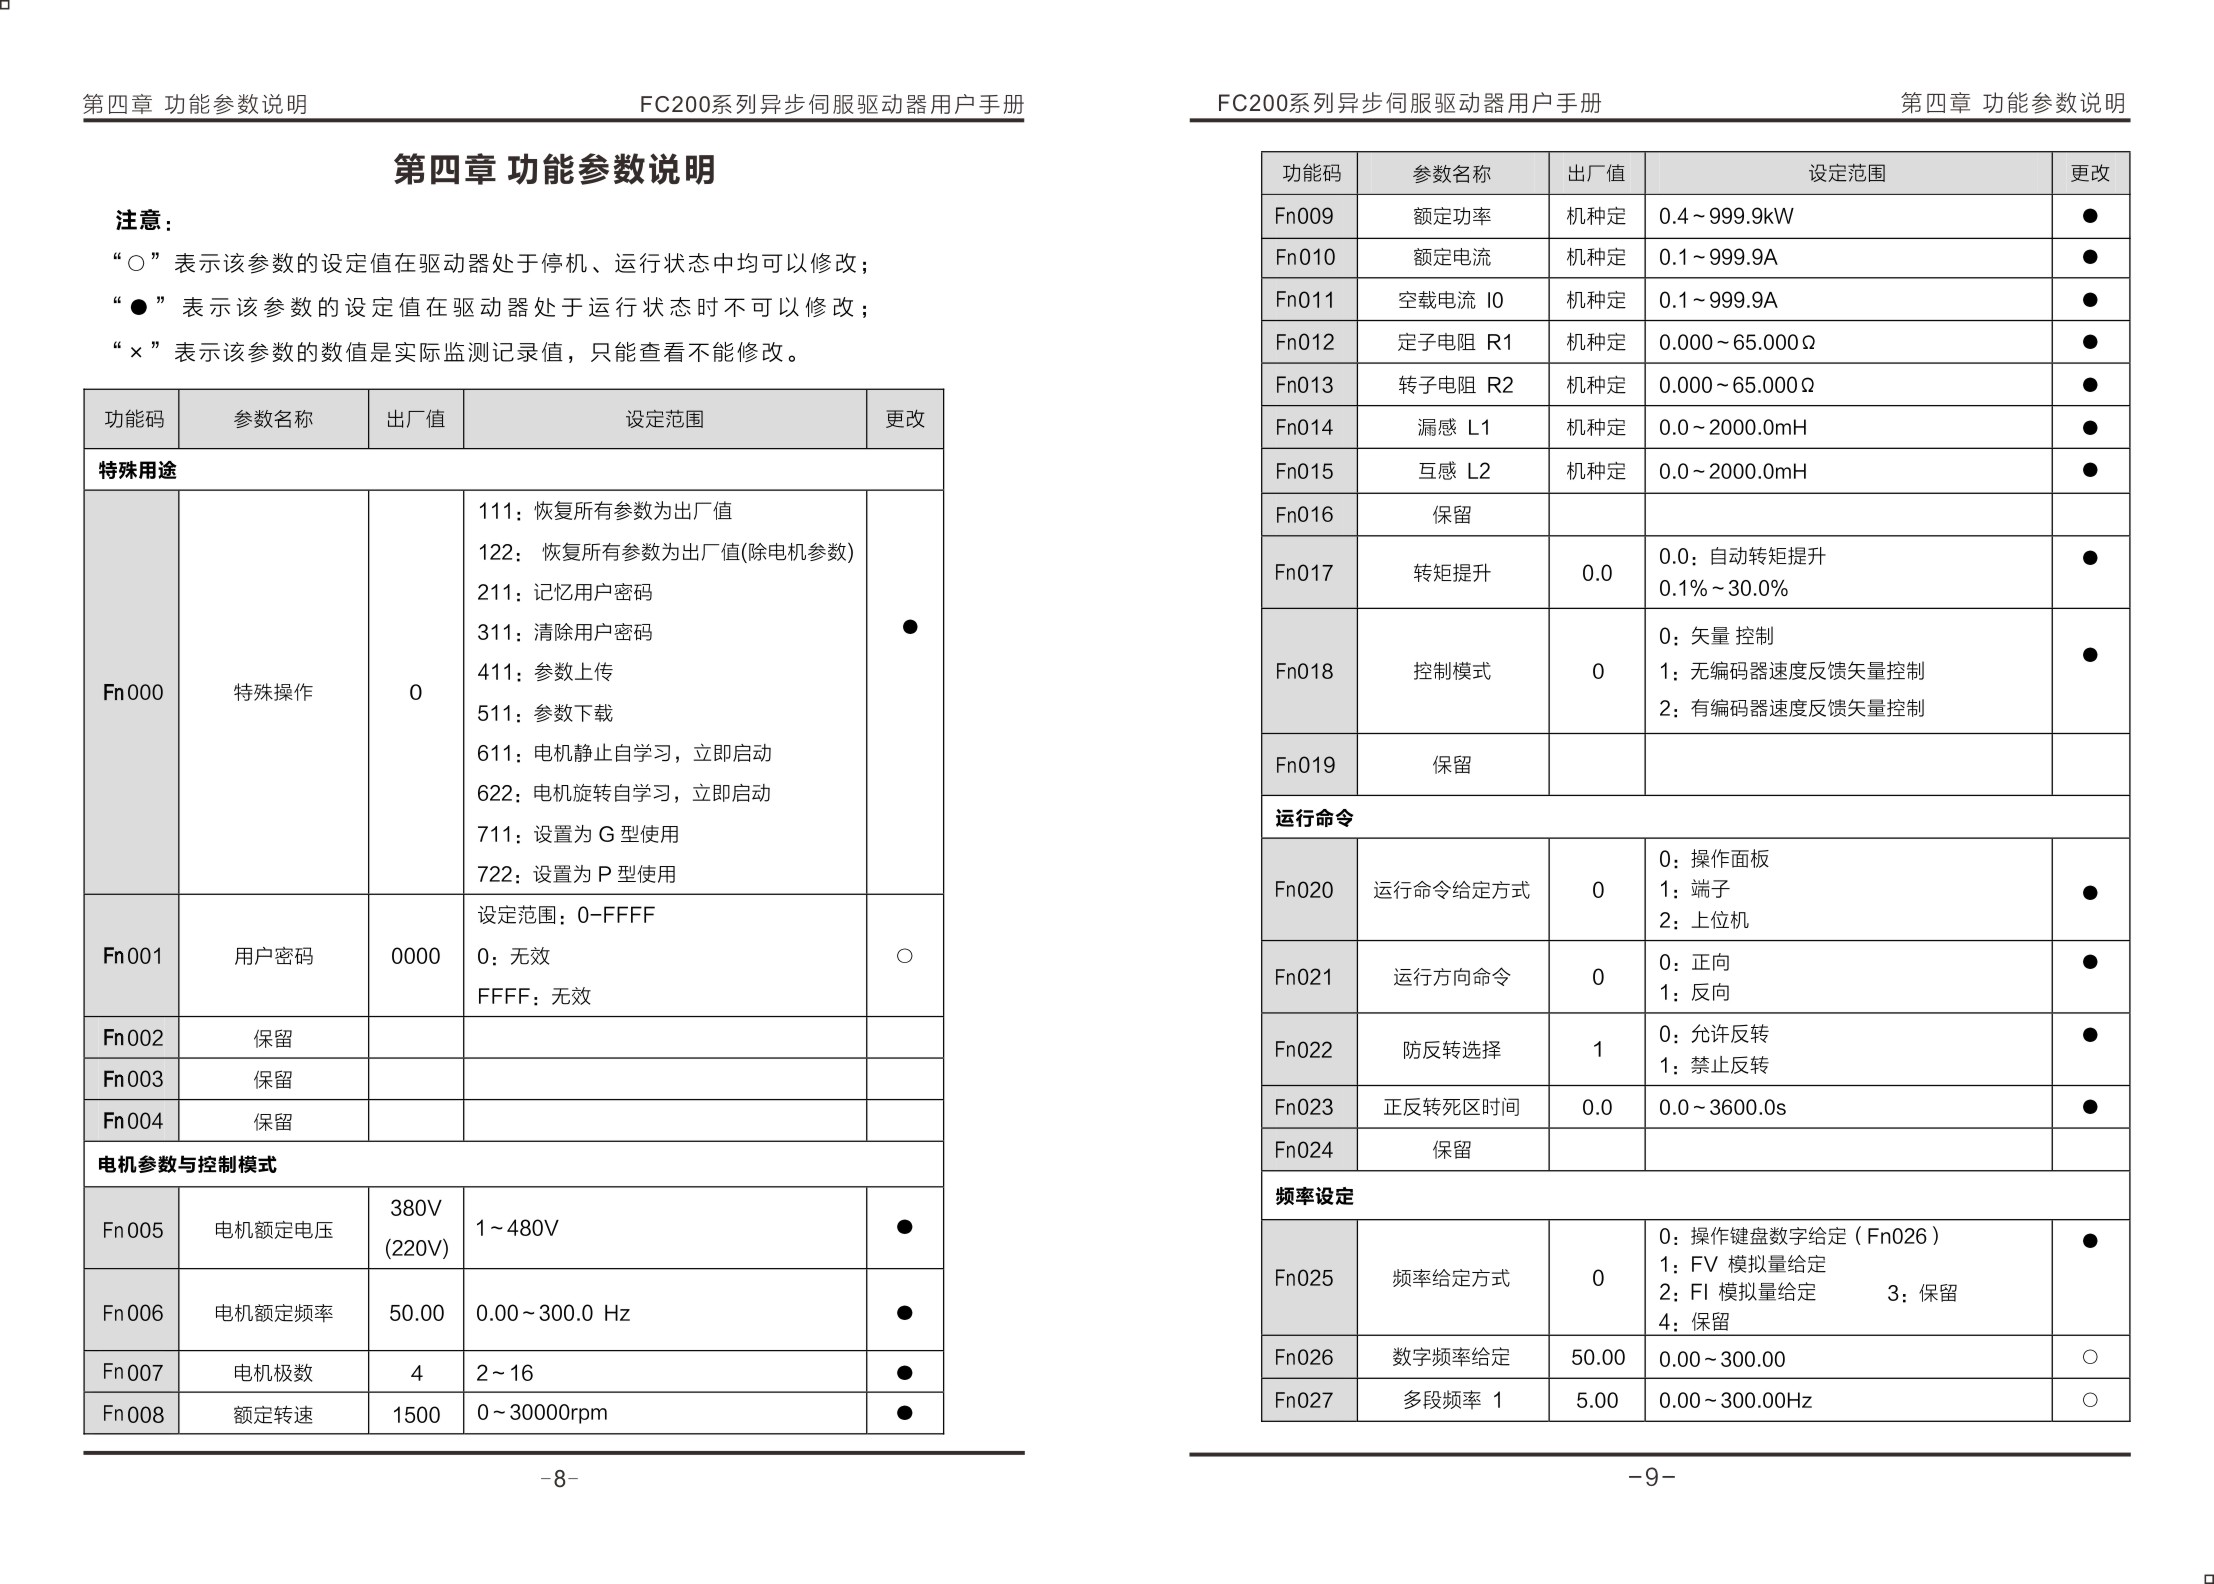 第四章 功能参数说明 FC200系列异步伺服驱动器用户手册
第四章 功能参数说明
注意：
“○”表示该参数的设定值在驱动器处于停机、运行状态中均可以修改；
“●”表示该参数的设定值在驱动器处于运行状态时不可以修改；
“×”表示该参数的数值是实际监测记录值，只能查看不能修改。
功能码 参数名称 出厂值 设定范围 更改
特殊用途
Fn000 特殊操作 0 ●
111：恢复所有参数为出厂值
122： 恢复所有参数为出厂值(除电机参数)
211：记忆用户密码
311：清除用户密码
411：参数上传
511：参数下载
611：电机静止自学习，立即启动
622：电机旋转自学习，立即启动
711：设置为 G 型使用
722：设置为 P 型使用
Fn001 用户密码 0000 ○
设定范围：0-FFFF
0：无效
FFFF：无效
Fn002 保留
Fn003 保留
Fn004 保留
电机参数与控制模式
Fn005 电机额定电压 380V (220V) 1~480V ●
Fn006 电机额定频率 50.00 0.00~300.0 Hz ●
Fn007 电机极数 4 2~16 ●
Fn008 额定转速 1500 0~30000rpm ●
-8-
FC200系列异步伺服驱动器用户手册 第四章 功能参数说明
功能码 参数名称 出厂值 设定范围 更改
Fn009 额定功率 机种定 0.4~999.9kW ●
Fn010 额定电流 机种定 0.1~999.9A ●
Fn011 空载电流 I0 机种定 0.1~999.9A ●
Fn012 定子电阻 R1 机种定 0.000~65.000Ω ●
Fn013 转子电阻 R2 机种定 0.000~65.000Ω ●
Fn014 漏感 L1 机种定 0.0~2000.0mH ●
Fn015 互感 L2 机种定 0.0~2000.0mH ●
Fn016 保留
Fn017 转矩提升 0.0 ●
0.0：自动转矩提升
0.1%~30.0%
Fn018 控制模式 0 ●
0：矢量 控制
1：无编码器速度反馈矢量控制
2：有编码器速度反馈矢量控制
Fn019 保留
运行命令
Fn020 运行命令给定方式 0 ●
0：操作面板
1：端子
2：上位机
Fn021 运行方向命令 0 ●
0：正向
1：反向
Fn022 防反转选择 1 ●
0：允许反转
1：禁止反转
Fn023 正反转死区时间 0.0 0.0~3600.0s ●
Fn024 保留
频率设定
Fn025 频率给定方式 0 ●
0：操作键盘数字给定（Fn026）
1：FV 模拟量给定
2：FI 模拟量给定 3：保留
4：保留
Fn026 数字频率给定 50.00 0.00~300.00 ○
Fn027 多段频率 1 5.00 0.00~300.00Hz ○
-9-